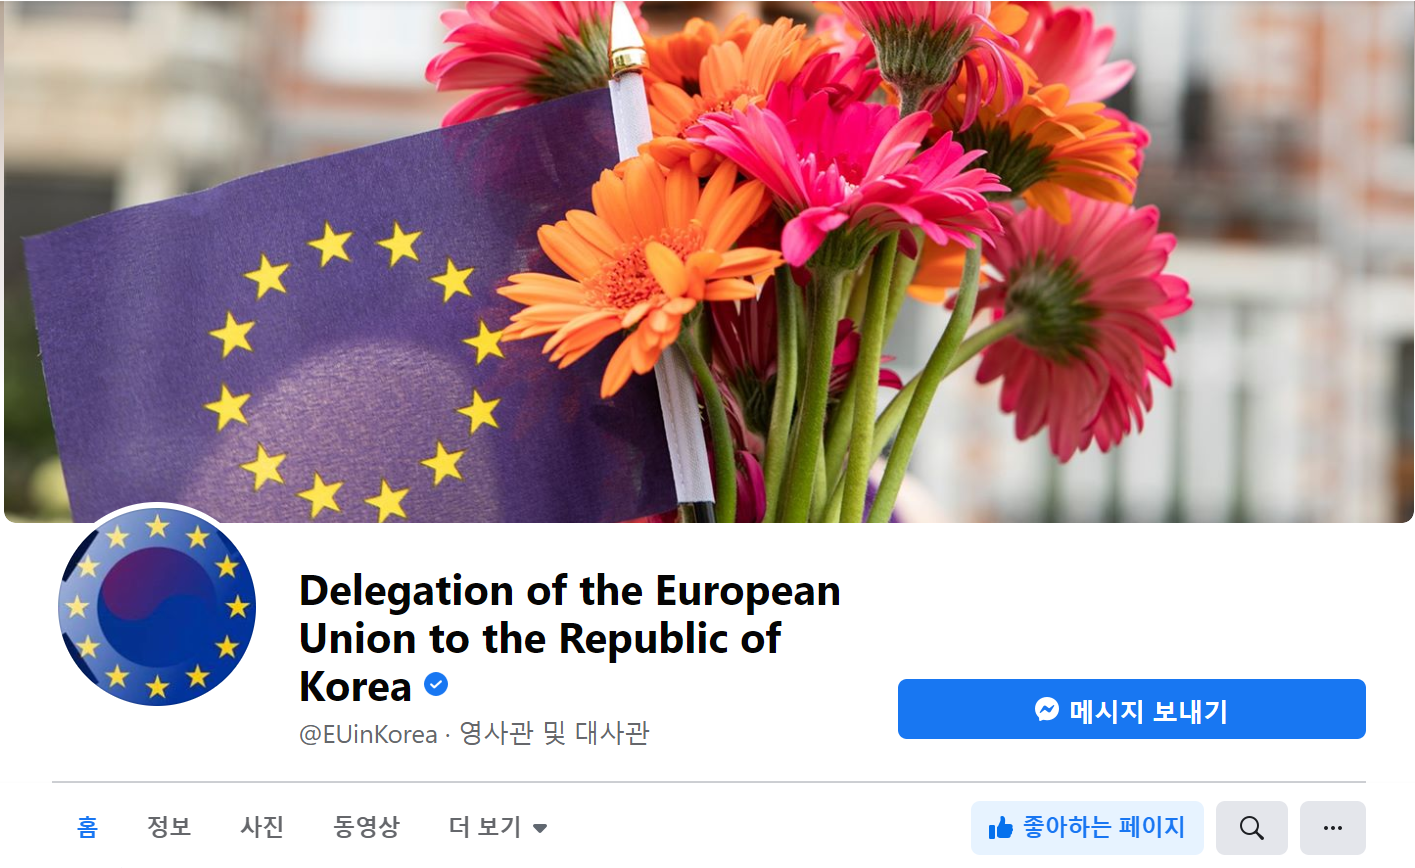 Delegation of the European
Union to the Republic of
Korea
@EUinKorea · 영사관 및 대사관
메시지 보내기
홈 정보 사진 동영상 더 보기 좋아하는 페이지